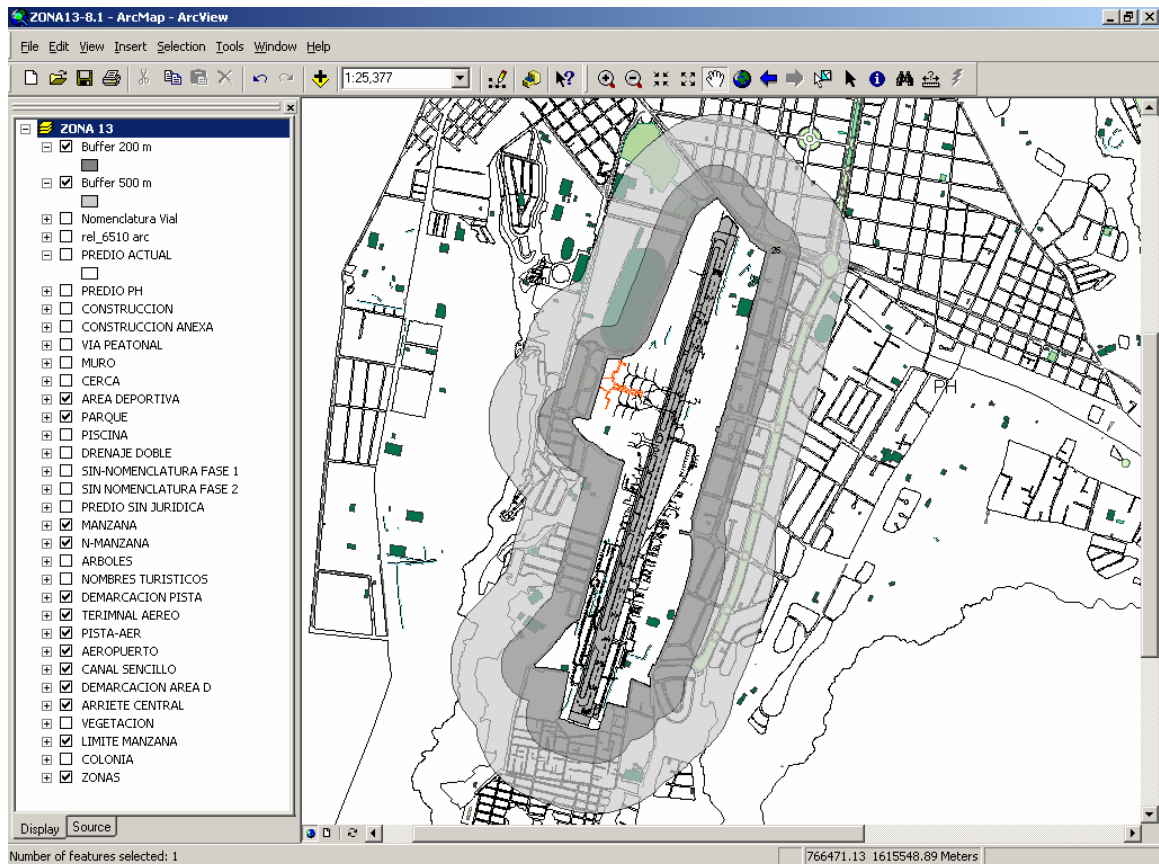 ZONA13-8.1 - ArcMap - ArcView
File Edit View Insert Selection Tools Window Help
1:25,377
ZONA 13
Buffer 200 m
Buffer 500 m
Nomenclatura Vial
rel_6510 arc
PREDIO ACTUAL
PREDIO PH
CONSTRUCCION
CONSTRUCCION ANEXA
VIA PEATONAL
MURO
CERCA
AREA DEPORTIVA
PARQUE
PISCINA
DRENAJE DOBLE
SIN-NOMENCLATURA FASE 1
SIN NOMENCLATURA FASE 2
PREDIO SIN JURIDICA
MANZANA
N-MANZANA
ARBOLES
NOMBRES TURISTICOS
DEMARCACION PISTA
TERIMNAL AEREO
PISTA-AER
AEROPUERTO
CANAL SENCILLO
DEMARCACION AREA D
ARRIETE CENTRAL
VEGETACION
LIMITE MANZANA
COLONIA
ZONAS
26
PH
Display Source
Number of features selected: 1
766471.13 1615548.89 Meters